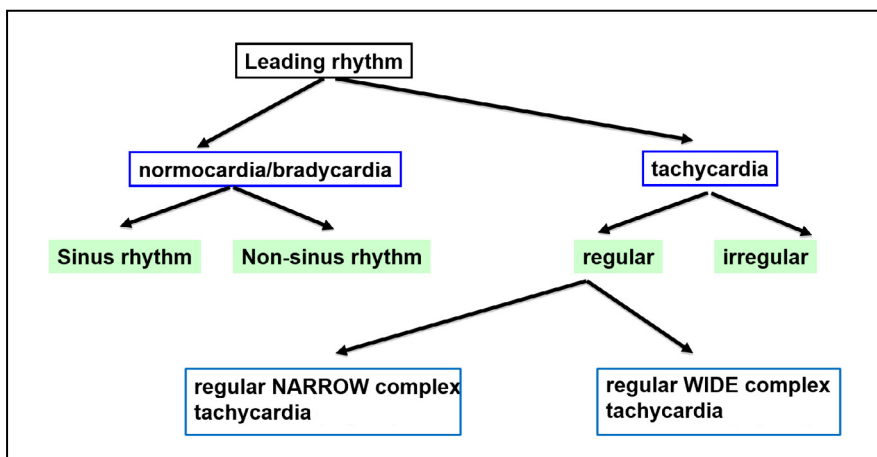 Leading rhythm
normocardia/bradycardia
tachycardia
Sinus rhythm
Non-sinus rhythm
regular
irregular
regular NARROW complex
tachycardia
regular WIDE complex
tachycardia